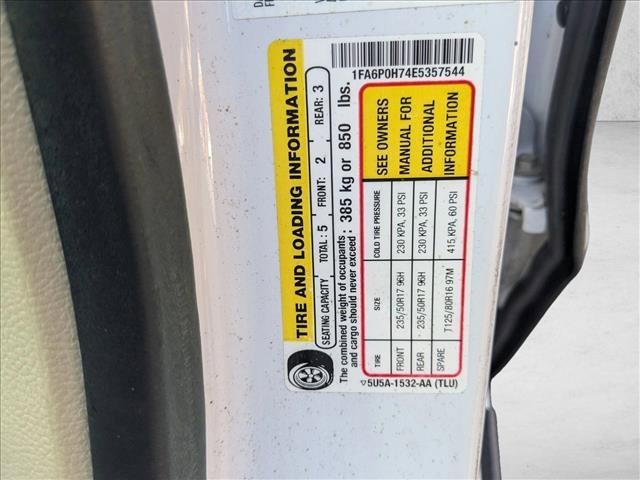 1FA6P0H74E5357544
TIRE AND LOADING INFORMATION
SEATING CAPACITY TOTAL: 5 FRONT: 2 REAR: 3
The combined weight of occupants and cargo should never exceed : 385 kg or 850 lbs.
TIRE SIZE COLD TIRE PRESSURE
FRONT 235/50R17 96H 230 KPA, 33 PSI
REAR 235/50R17 96H 230 KPA, 33 PSI
SPARE T125/80R16 97M 415 KPA, 60 PSI
SEE OWNERS
MANUAL FOR
ADDITIONAL
INFORMATION
▽5U5A-1532-AA (TLU)